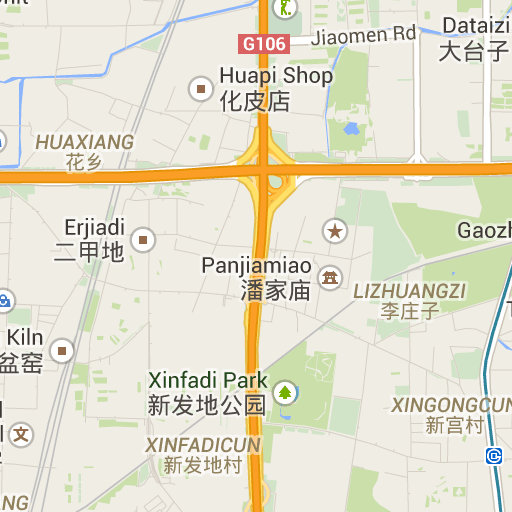 Dataizi
大台子
Jiaomen Rd
G106
Huapi Shop
化皮店
HUAXIANG
花乡
Erjiadi
二甲地
Gaozh
Panjiamiao
潘家庙
LIZHUANGZI
李庄子
Kiln
盆窑
Xinfadi Park
新发地公园
XINGONGCUN
新宫村
文
XINFADICUN
新发地村